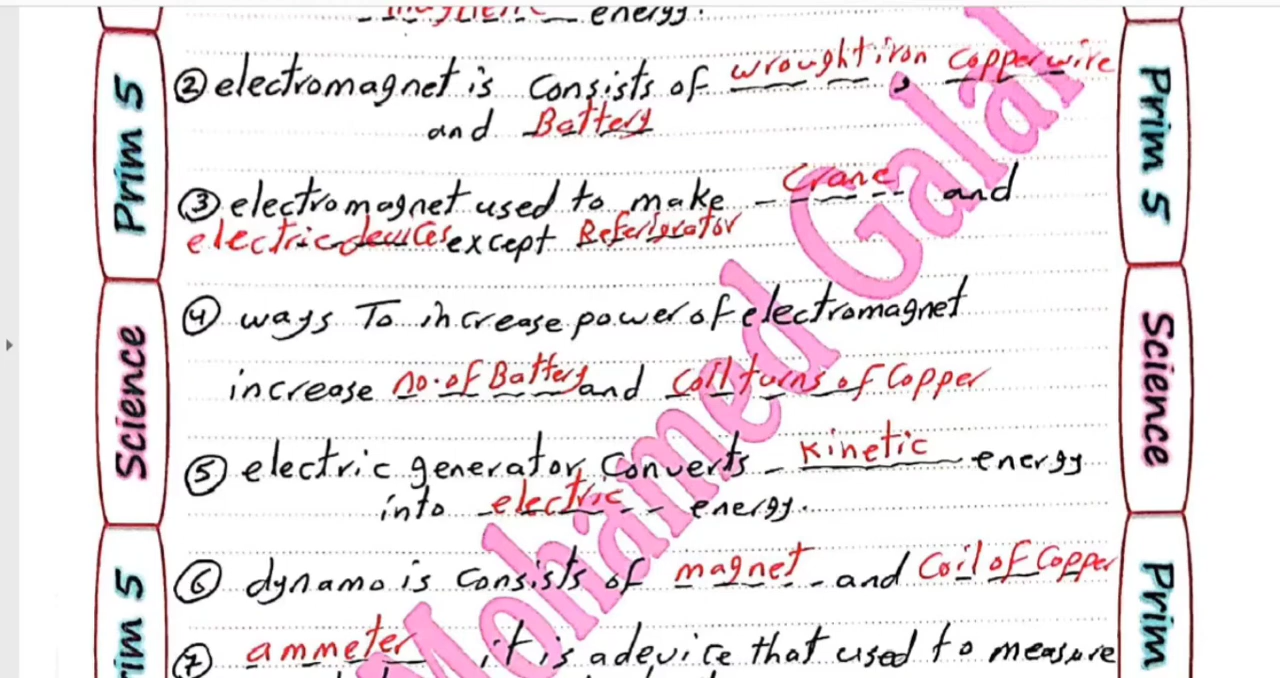 magnetic energy.
② electromagnet is consists of wrought iron, Copper wire
and Battery
③ electromagnet used to make Crane and
electric devices except Referigrator
④ ways To increase power of electromagnet
increase no. of Battery and Coil turns of Copper
⑤ electric generator Converts Kinetic energy
into electric energy.
⑥ dynamo is Consists of magnet and Coil of Copper
⑦ ammeter it is a device that used to measure
Prim 5
Science
Prim 5
Prim 5
Science
Prim
Mohamed Galal